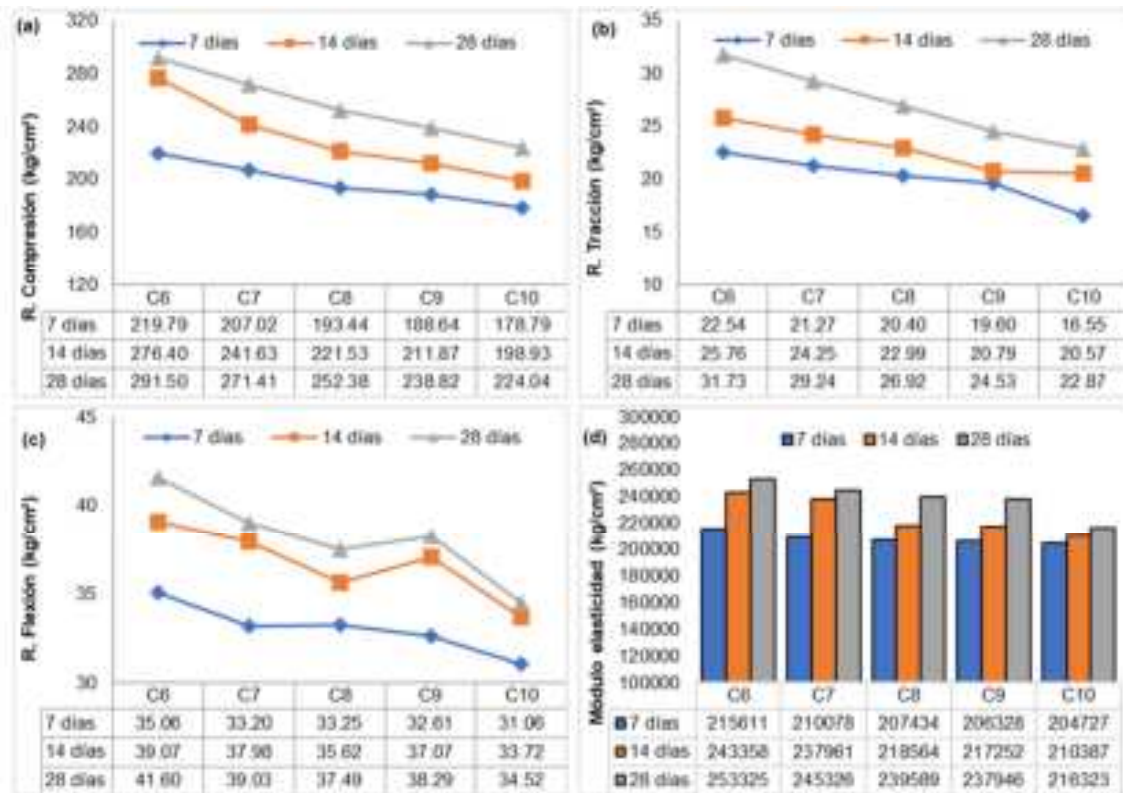 (a)
7 días 14 días 28 días
R. Compresión (kg/cm²)
320
280
240
200
160
120
C6 C7 C8 C9 C10
7 días 219.79 207.02 193.44 188.64 178.79
14 días 276.40 241.63 221.53 211.87 198.93
28 días 291.50 271.41 252.38 238.82 224.04
(b)
7 días 14 días 28 días
R. Tracción (kg/cm²)
35
30
25
20
15
10
C6 C7 C8 C9 C10
7 días 22.54 21.27 20.40 19.60 16.55
14 días 25.76 24.25 22.99 20.79 20.57
28 días 31.73 29.24 26.92 24.53 22.87
(c)
7 días 14 días 28 días
R. Flexión (kg/cm²)
45
40
35
30
C6 C7 C8 C9 C10
7 días 35.06 33.20 33.25 32.61 31.06
14 días 39.07 37.98 35.62 37.07 33.72
28 días 41.60 39.03 37.49 38.29 34.52
(d)
7 días 14 días 28 días
Módulo elasticidad (kg/cm²)
300000
280000
260000
240000
220000
200000
180000
160000
140000
120000
100000
C6 C7 C8 C9 C10
7 días 215611 210078 207434 206328 204727
14 días 243358 237961 218564 217252
28 días 253325 245326 239589 237946